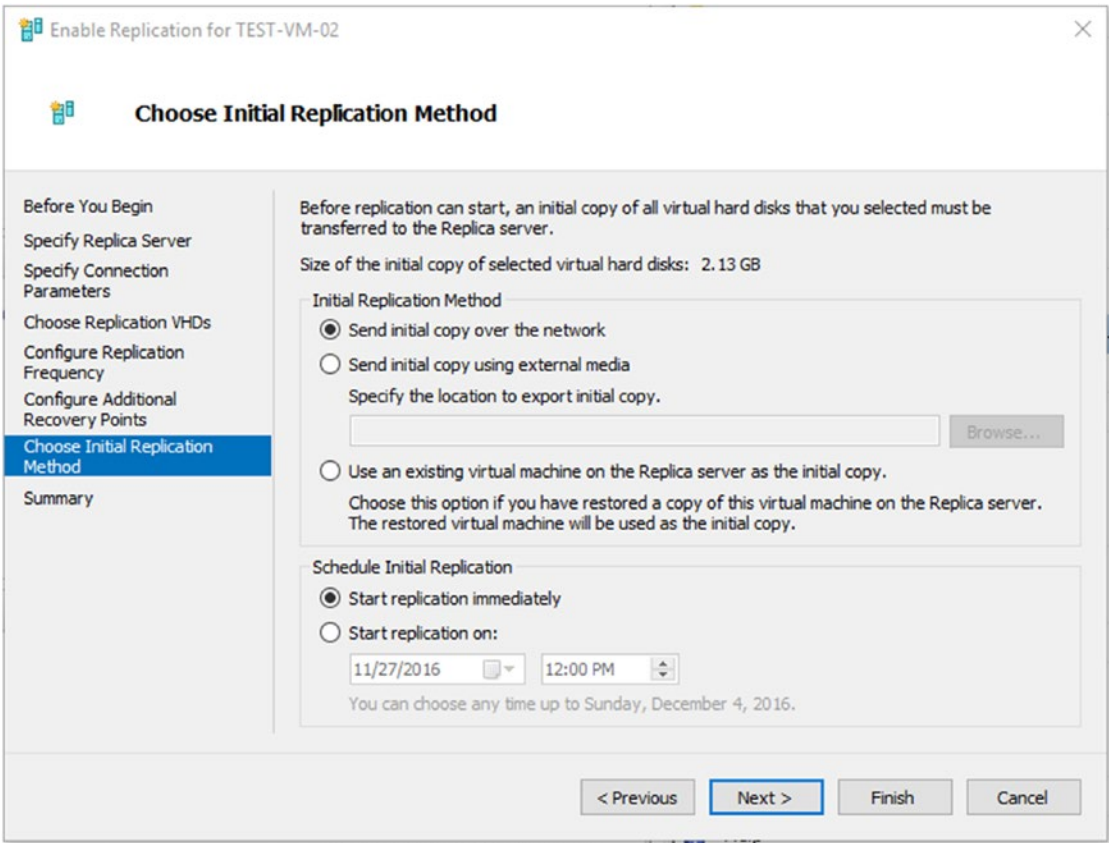 Enable Replication for TEST-VM-02
Choose Initial Replication Method
Before You Begin
Specify Replica Server
Specify Connection
Parameters
Choose Replication VHDs
Configure Replication
Frequency
Configure Additional
Recovery Points
Choose Initial Replication
Method
Summary
Before replication can start, an initial copy of all virtual hard disks that you selected must be
transferred to the Replica server.
Size of the initial copy of selected virtual hard disks: 2.13 GB
Initial Replication Method
Send initial copy over the network
Send initial copy using external media
Specify the location to export initial copy.
Browse...
Use an existing virtual machine on the Replica server as the initial copy.
Choose this option if you have restored a copy of this virtual machine on the Replica server.
The restored virtual machine will be used as the initial copy.
Schedule Initial Replication
Start replication immediately
Start replication on:
11/27/2016 12:00 PM
You can choose any time up to Sunday, December 4, 2016.
< Previous Next > Finish Cancel